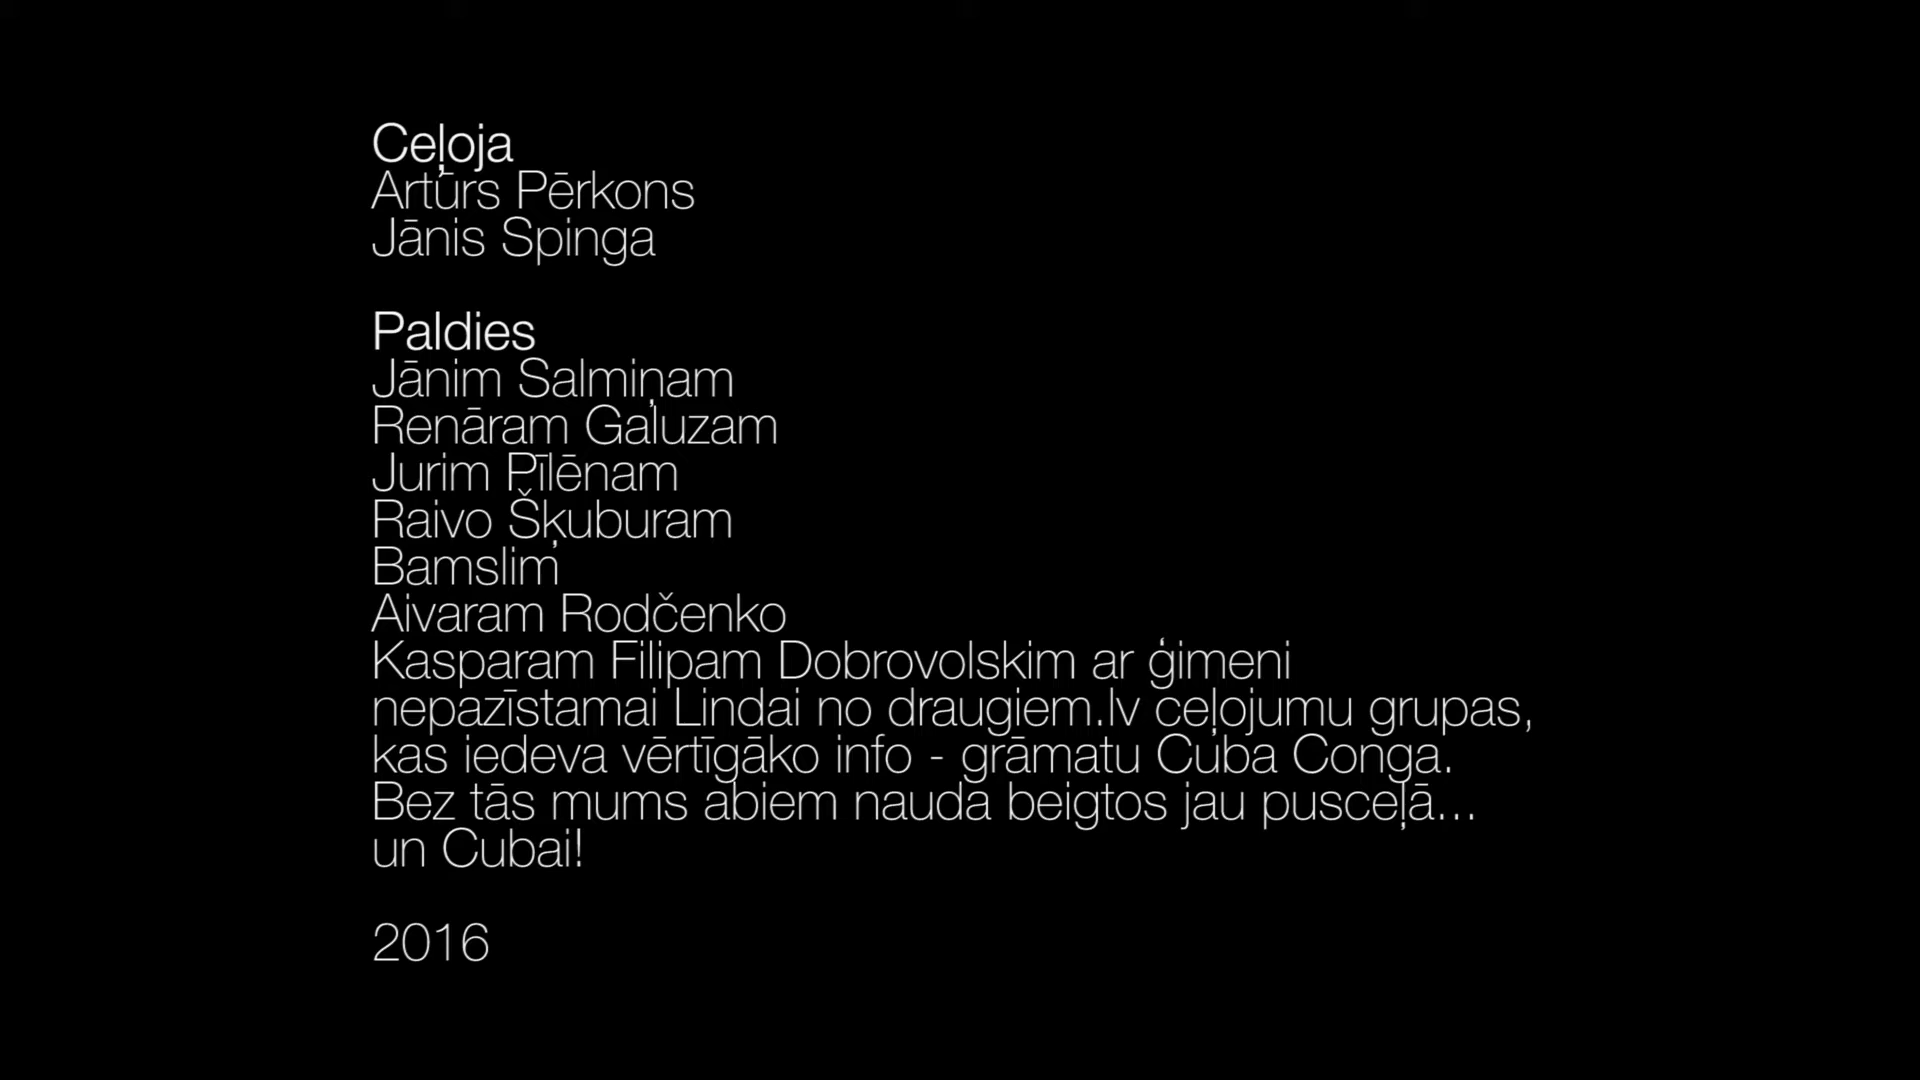 Ceļoja
Artūrs Pērkons
Jānis Spinga
Paldies
Jānim Salmiņam
Renāram Gaļuzam
Jurim Pīlēnam
Raivo Šķuburam
Bamslim
Aivaram Rodčenko
Kasparam Filipam Dobrovolskim ar ģimeni
nepazīstamai Lindai no draugiem.lv ceļojumu grupas,
kas iedeva vērtīgāko info - grāmatu Cuba Conga.
Bez tās mums abiem nauda beigtos jau pusceļā...
un Cubai!
2016